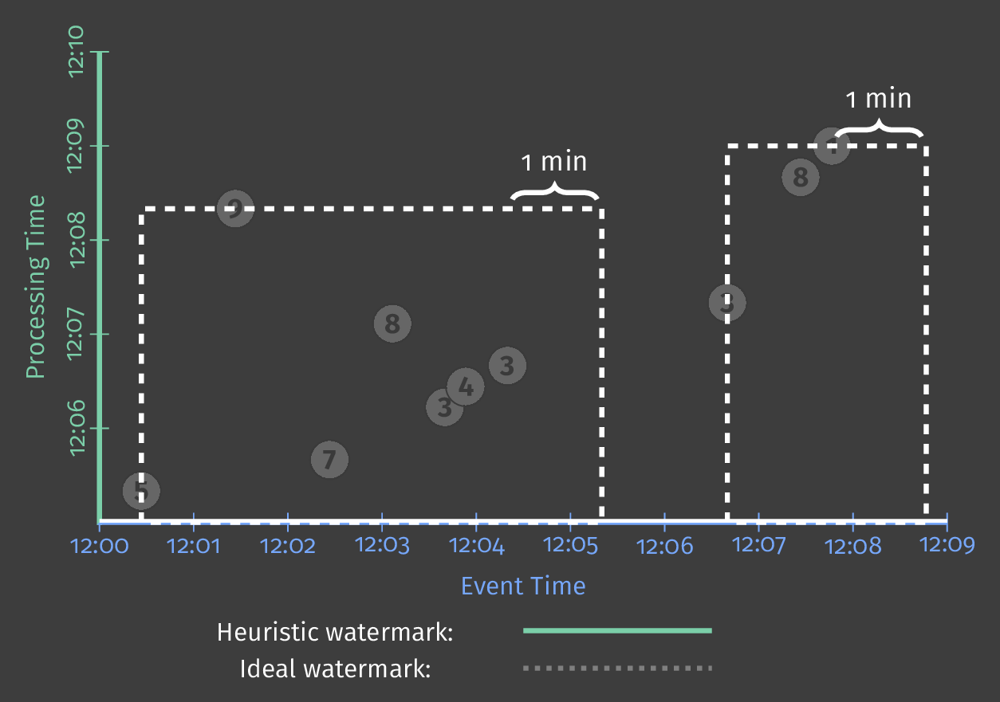 12:10
1 min
12:09
1
8
1 min
9
12:08
3
12:07
8
3
4
3
12:06
7
5
Processing Time
12:00 12:01 12:02 12:03 12:04 12:05 12:06 12:07 12:08 12:09
Event Time
Heuristic watermark:
Ideal watermark: